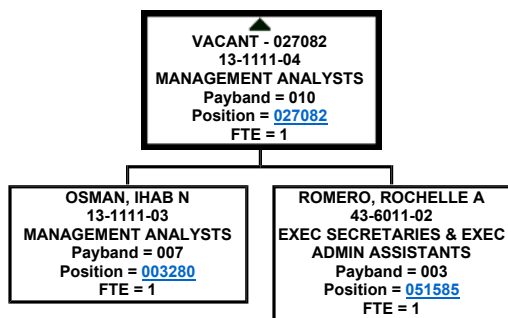 VACANT - 027082
13-1111-04
MANAGEMENT ANALYSTS
Payband = 010
Position = 027082
FTE = 1
OSMAN, IHAB N
13-1111-03
MANAGEMENT ANALYSTS
Payband = 007
Position = 003280
FTE = 1
ROMERO, ROCHELLE A
43-6011-02
EXEC SECRETARIES & EXEC
ADMIN ASSISTANTS
Payband = 003
Position = 051585
FTE = 1